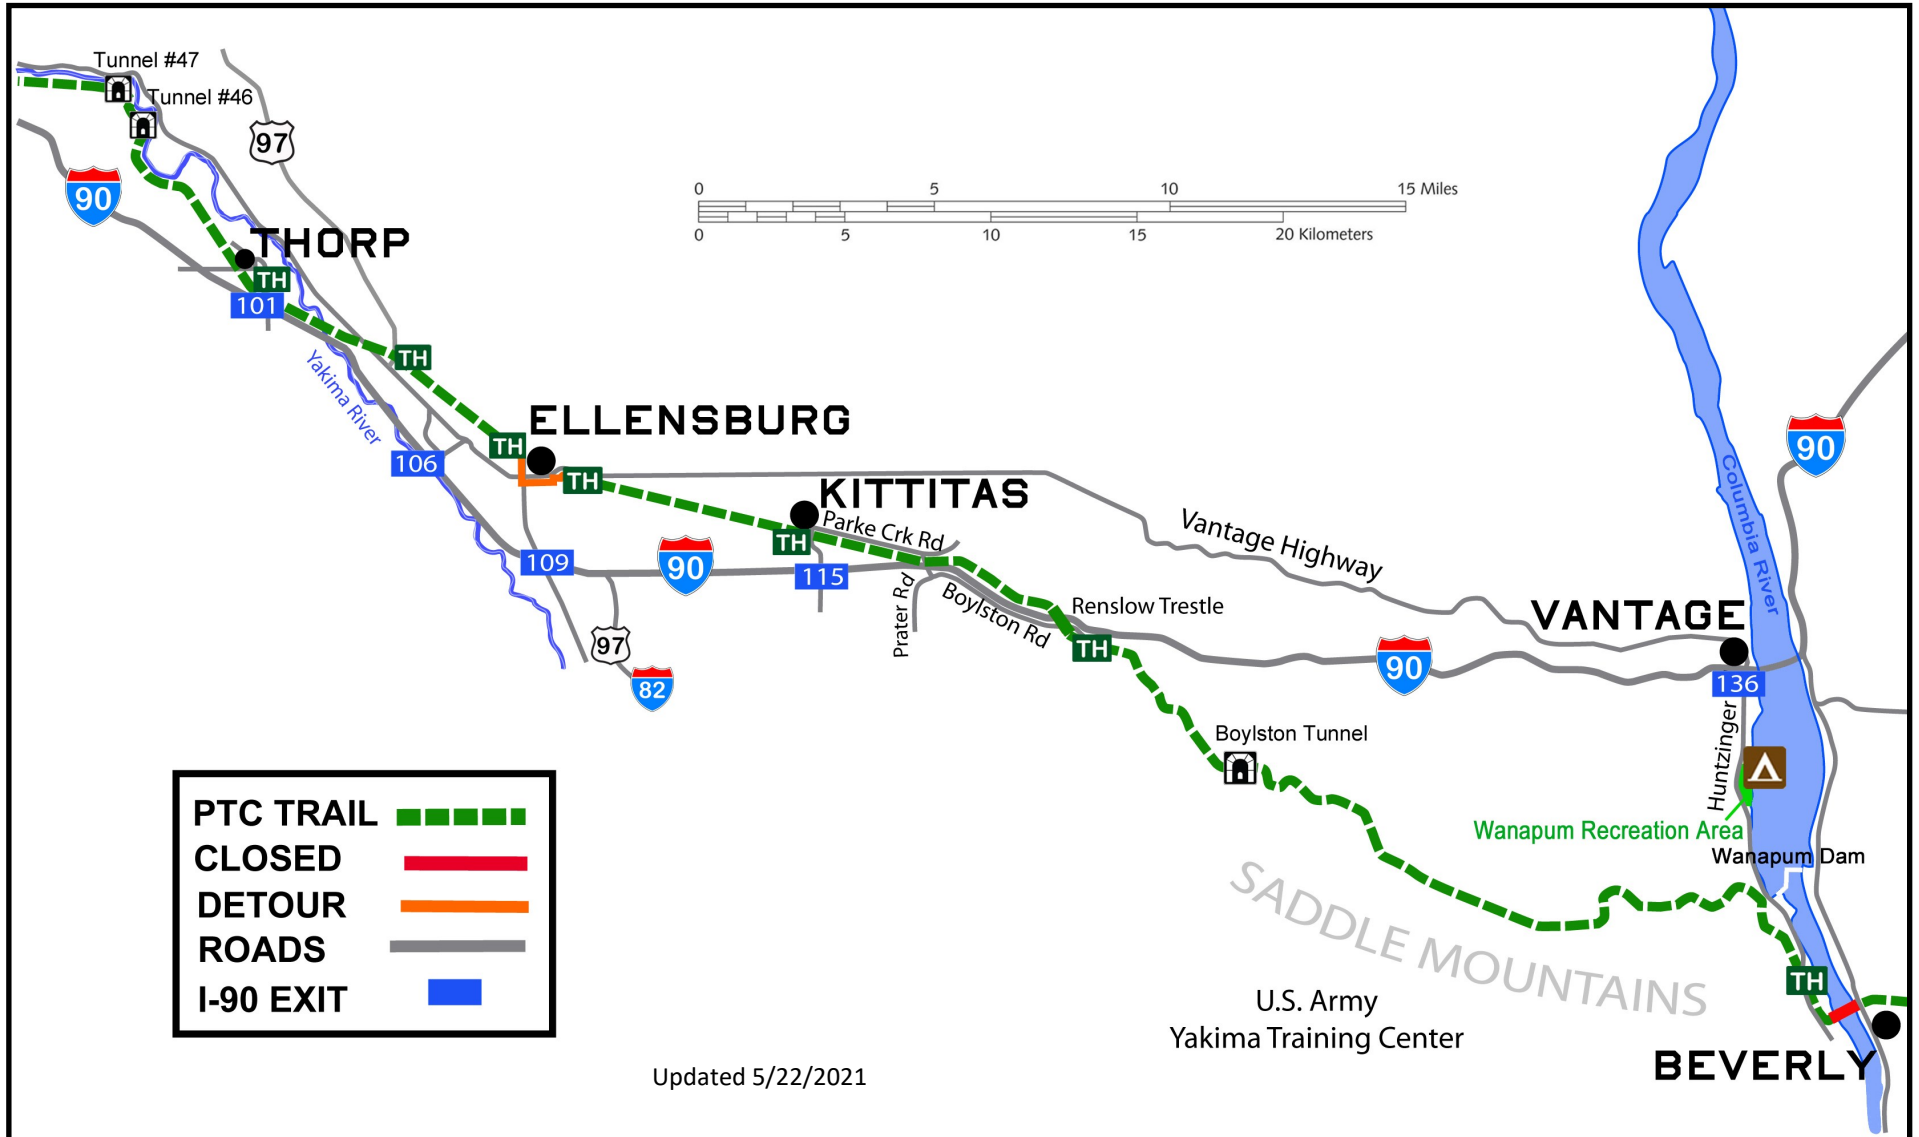 Tunnel #47
Tunnel #46
97
90
THORP
TH
101
0 5 10 15 Miles
0 5 10 15 20 Kilometers
Yakima River
TH
ELLENSBURG
TH
106
TH
KITTITAS
Parke Crk Rd
TH
Vantage Highway
109
90
115
Prater Rd
Boylston Rd
Renslow Trestle
TH
97
82
90
90
Columbia River
VANTAGE
136
Huntzinger
Boylston Tunnel
Wanapum Recreation Area
Wanapum Dam
SADDLE MOUNTAINS
TH
U.S. Army
Yakima Training Center
BEVERLY
PTC TRAIL
CLOSED
DETOUR
ROADS
I-90 EXIT
Updated 5/22/2021